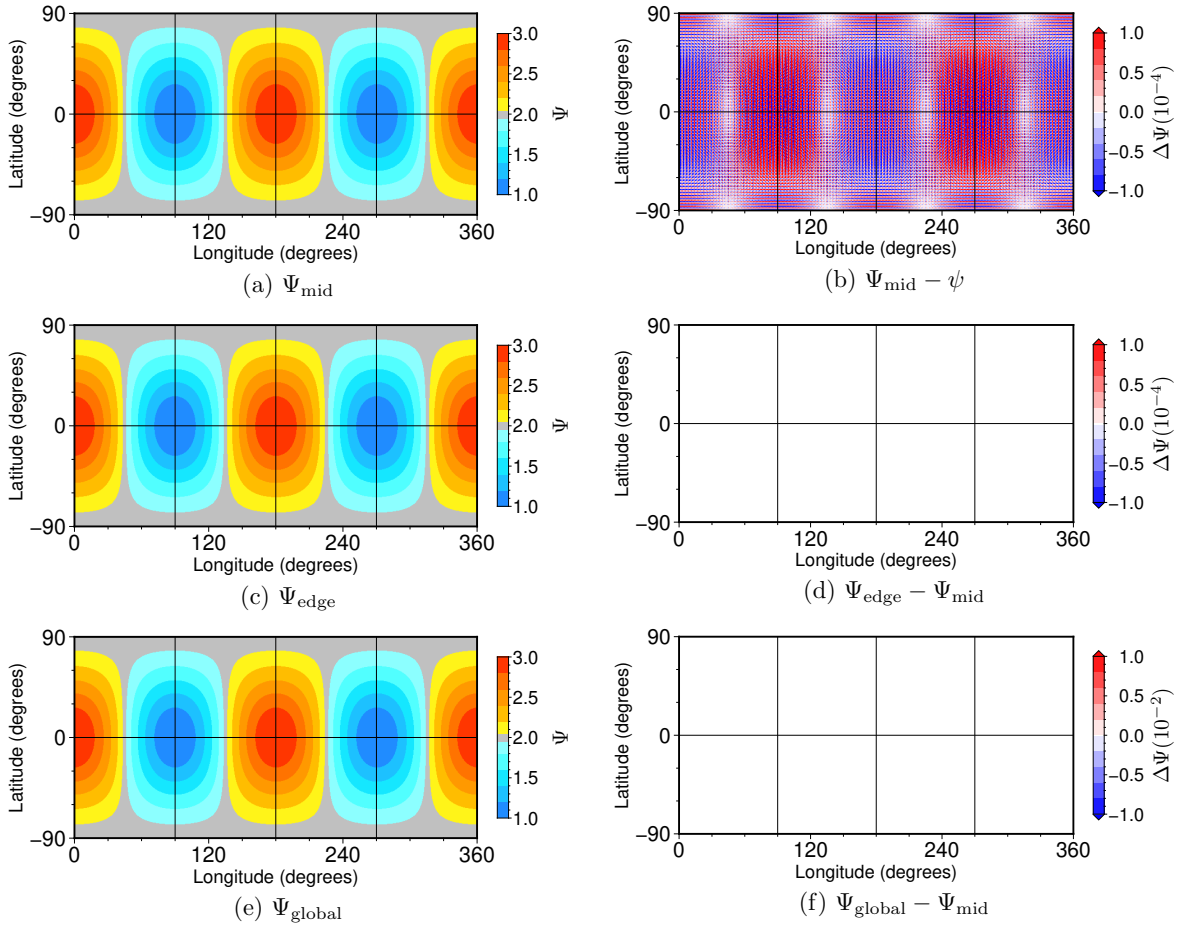 90
0
−90
Latitude (degrees)
0 120 240 360
Longitude (degrees)
3.0
2.5
2.0
1.5
1.0
Ψ
(a) Ψmid
90
0
−90
Latitude (degrees)
0 120 240 360
Longitude (degrees)
1.0
0.5
0.0
−0.5
−1.0
ΔΨ(10−4)
(b) Ψmid − ψ
90
0
−90
Latitude (degrees)
0 120 240 360
Longitude (degrees)
3.0
2.5
2.0
1.5
1.0
Ψ
(c) Ψedge
90
0
−90
Latitude (degrees)
0 120 240 360
Longitude (degrees)
1.0
0.5
0.0
−0.5
−1.0
ΔΨ(10−4)
(d) Ψedge − Ψmid
90
0
−90
Latitude (degrees)
0 120 240 360
Longitude (degrees)
3.0
2.5
2.0
1.5
1.0
Ψ
(e) Ψglobal
90
0
−90
Latitude (degrees)
0 120 240 360
Longitude (degrees)
1.0
0.5
0.0
−0.5
−1.0
ΔΨ(10−2)
(f) Ψglobal − Ψmid